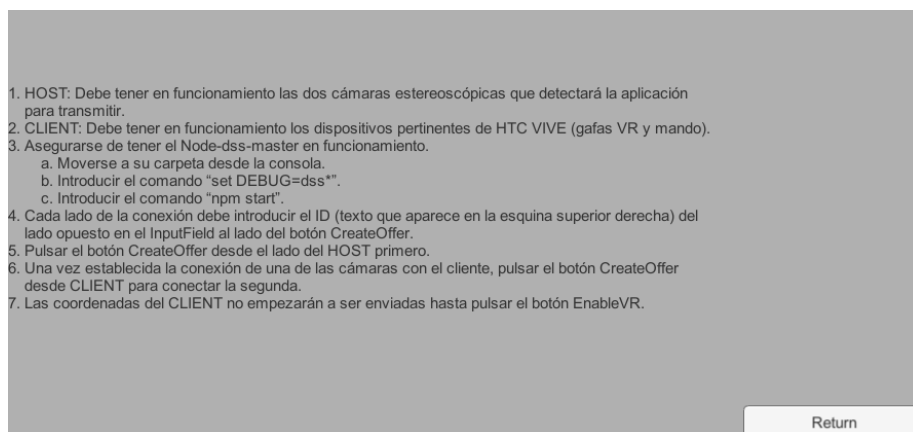 1. HOST: Debe tener en funcionamiento las dos cámaras estereoscópicas que detectará la aplicación
para transmitir.
2. CLIENT: Debe tener en funcionamiento los dispositivos pertinentes de HTC VIVE (gafas VR y mando).
3. Asegurarse de tener el Node-dss-master en funcionamiento.
a. Moverse a su carpeta desde la consola.
b. Introducir el comando “set DEBUG=dss*”.
c. Introducir el comando “npm start”.
4. Cada lado de la conexión debe introducir el ID (texto que aparece en la esquina superior derecha) del
lado opuesto en el InputField al lado del botón CreateOffer.
5. Pulsar el botón CreateOffer desde el lado del HOST primero.
6. Una vez establecida la conexión de una de las cámaras con el cliente, pulsar el botón CreateOffer
desde CLIENT para conectar la segunda.
7. Las coordenadas del CLIENT no empezarán a ser enviadas hasta pulsar el botón EnableVR.
Return